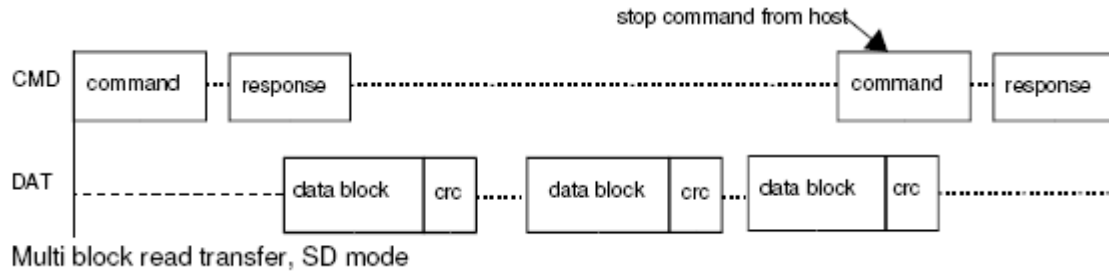 stop command from host
CMD command response command response
DAT data block crc data block crc data block crc
Multi block read transfer, SD mode